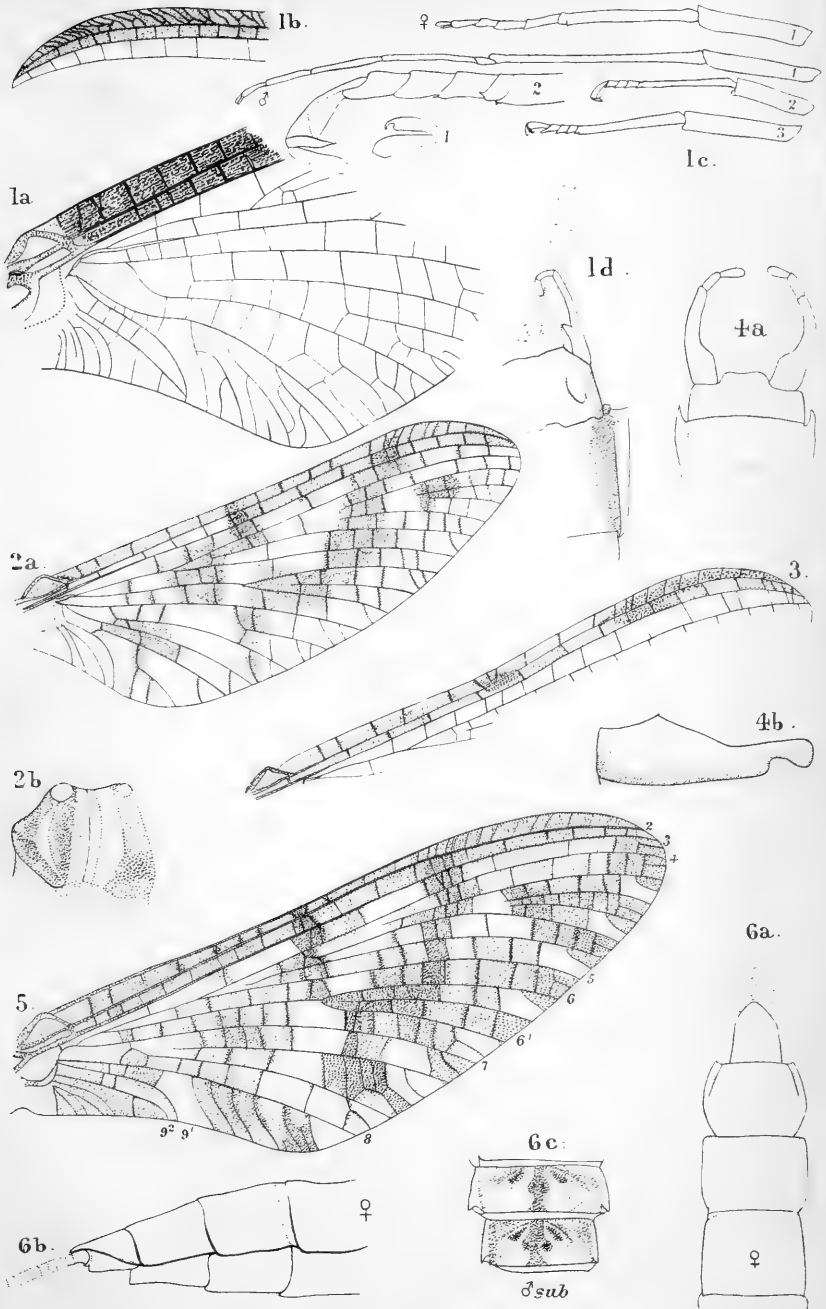 1b.
♀
1
♂
1
2
2
1
3
1c.
1a
1d.
4a
2a.
3.
4b.
2b
2
3
4
6a.
5.
5
6
6'
7
8
9² 9'
6c.
6b.
♀
♂ sub
♀